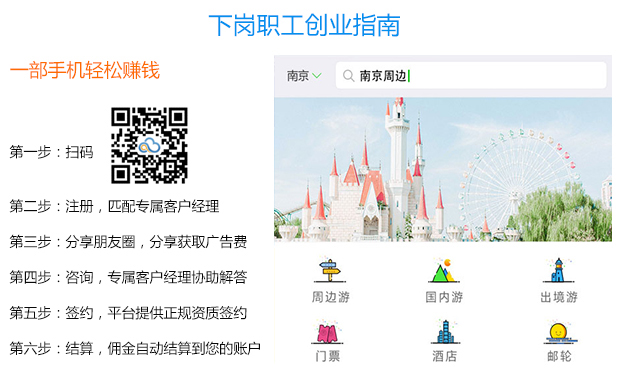 下岗职工创业指南
一部手机轻松赚钱
第一步：扫码
第二步：注册，匹配专属客户经理
第三步：分享朋友圈，分享获取广告费
第四步：咨询，专属客户经理协助解答
第五步：签约，平台提供正规资质签约
第六步：结算，佣金自动结算到您的账户
南京
南京周边
周边游
国内游
出境游
门票
酒店
邮轮